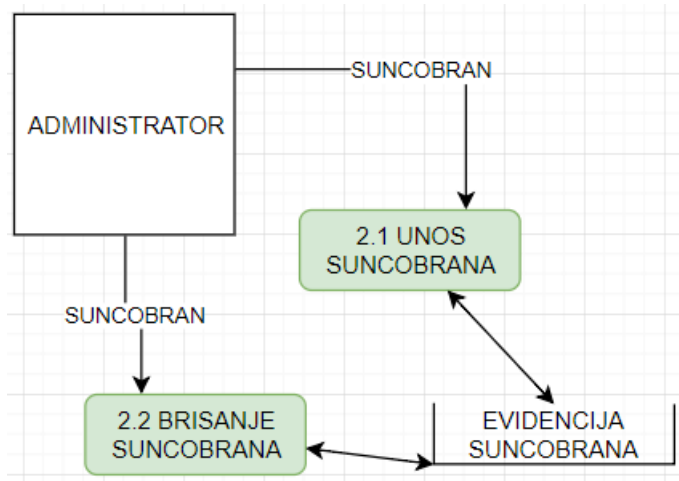 SUNCOBRAN
ADMINISTRATOR
2.1 UNOS
SUNCOBRANA
SUNCOBRAN
2.2 BRISANJE
SUNCOBRANA
EVIDENCIJA
SUNCOBRANA